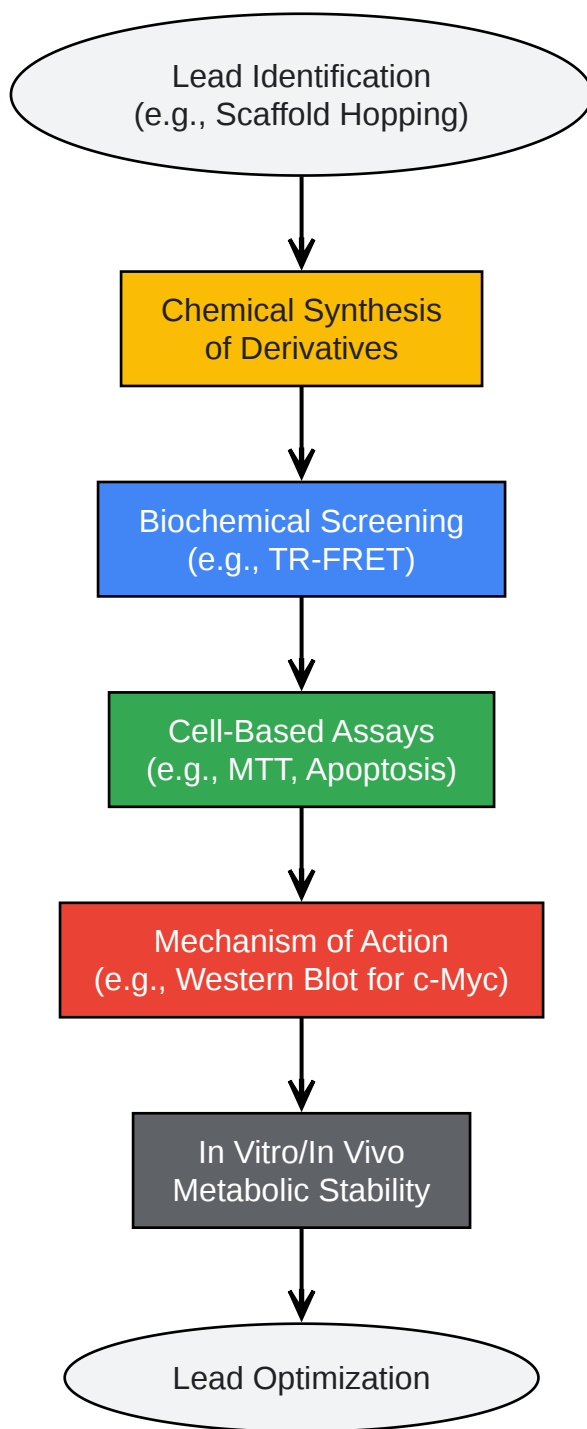 Lead Identification
(e.g., Scaffold Hopping)
Chemical Synthesis
of Derivatives
Biochemical Screening
(e.g., TR-FRET)
Cell-Based Assays
(e.g., MTT, Apoptosis)
Mechanism of Action
(e.g., Western Blot for c-Myc)
In Vitro/In Vivo
Metabolic Stability
Lead Optimization